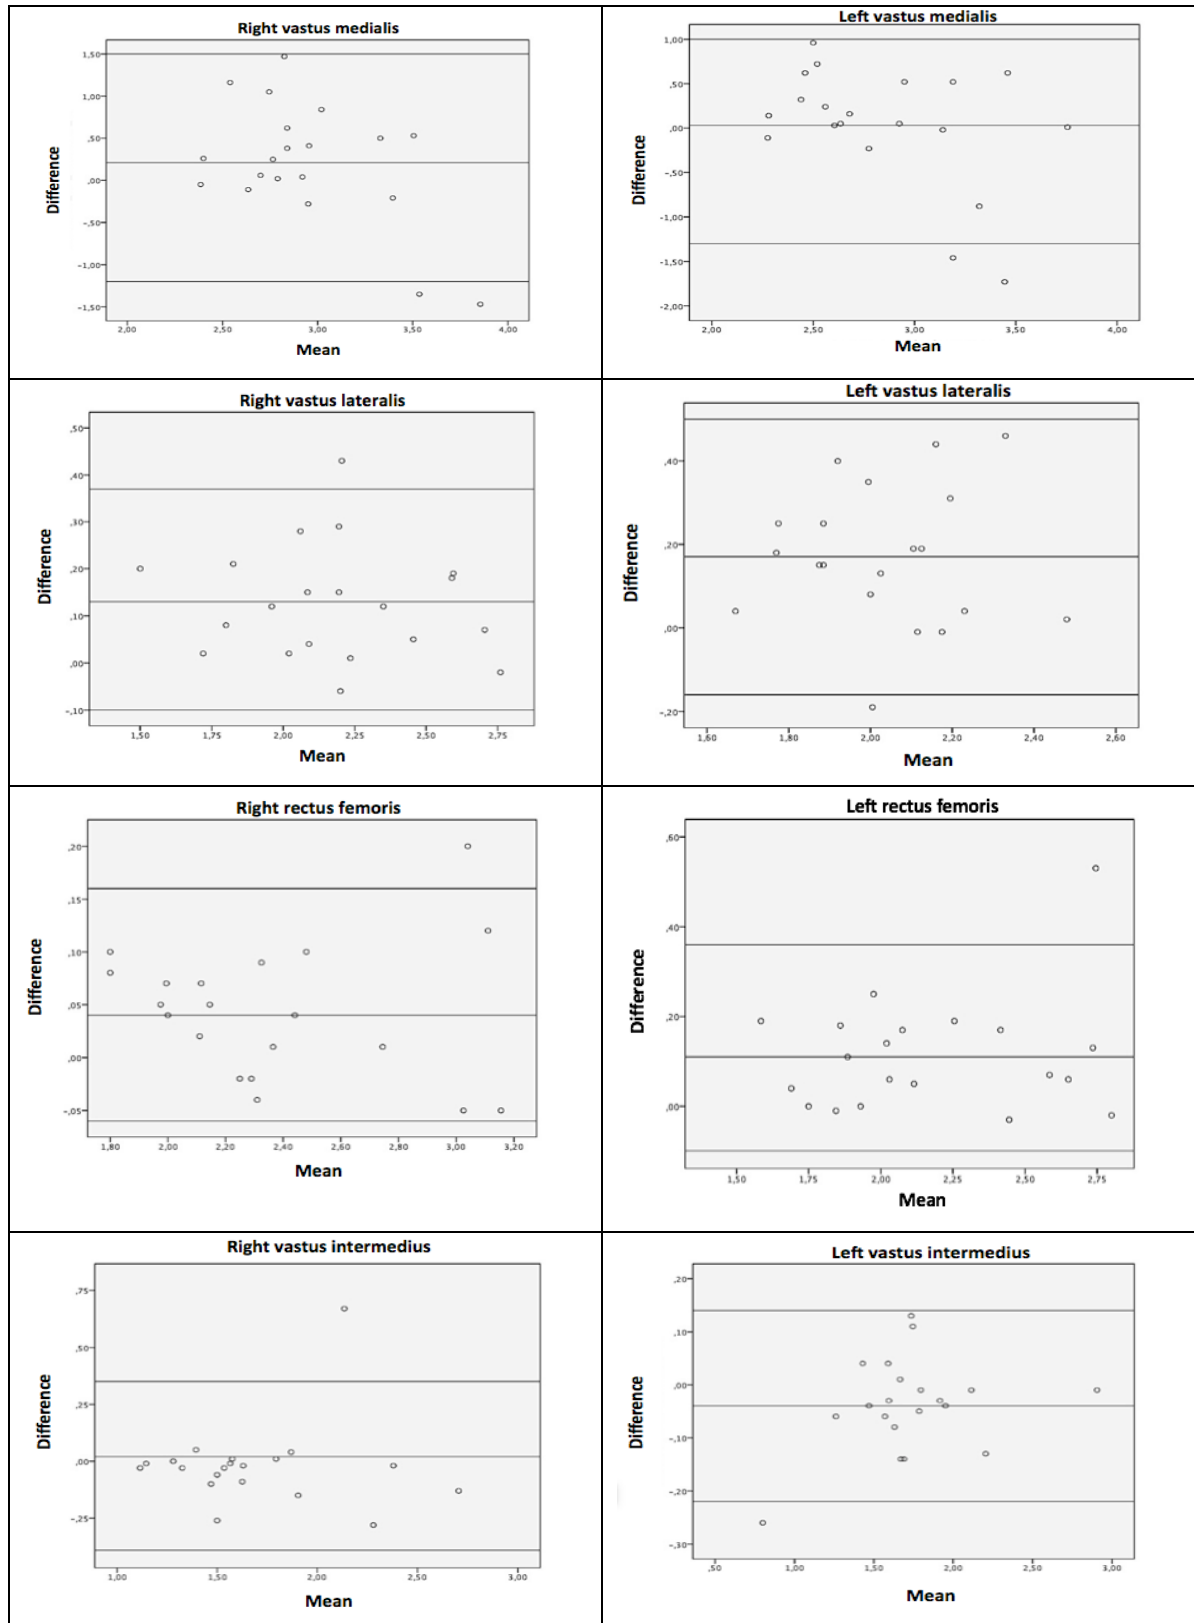 Right vastus medialis
1,50
1,00
,50
,00
-,50
-1,00
-1,50
Difference
2,00 2,50 3,00 3,50 4,00
Mean
Left vastus medialis
1,00
,50
,00
-,50
-1,00
-1,50
-2,00
Difference
2,00 2,50 3,00 3,50 4,00
Mean
Right vastus lateralis
,50
,40
,30
,20
,10
,00
-,10
Difference
1,50 1,75 2,00 2,25 2,50 2,75
Mean
Left vastus lateralis
,40
,20
,00
-,20
Difference
1,60 1,80 2,00 2,20 2,40 2,60
Mean
Right rectus femoris
,20
,15
,10
,05
,00
-,05
Difference
1,80 2,00 2,20 2,40 2,60 2,80 3,00 3,20
Mean
Left rectus femoris
,60
,40
,20
,00
Difference
1,50 1,75 2,00 2,25 2,50 2,75
Mean
Right vastus intermedius
,75
,50
,25
,00
-,25
Difference
1,00 1,50 2,00 2,50 3,00
Mean
Left vastus intermedius
,20
,10
,00
-,10
-,20
-,30
Difference
,50 1,00 1,50 2,00 2,50 3,00
Mean